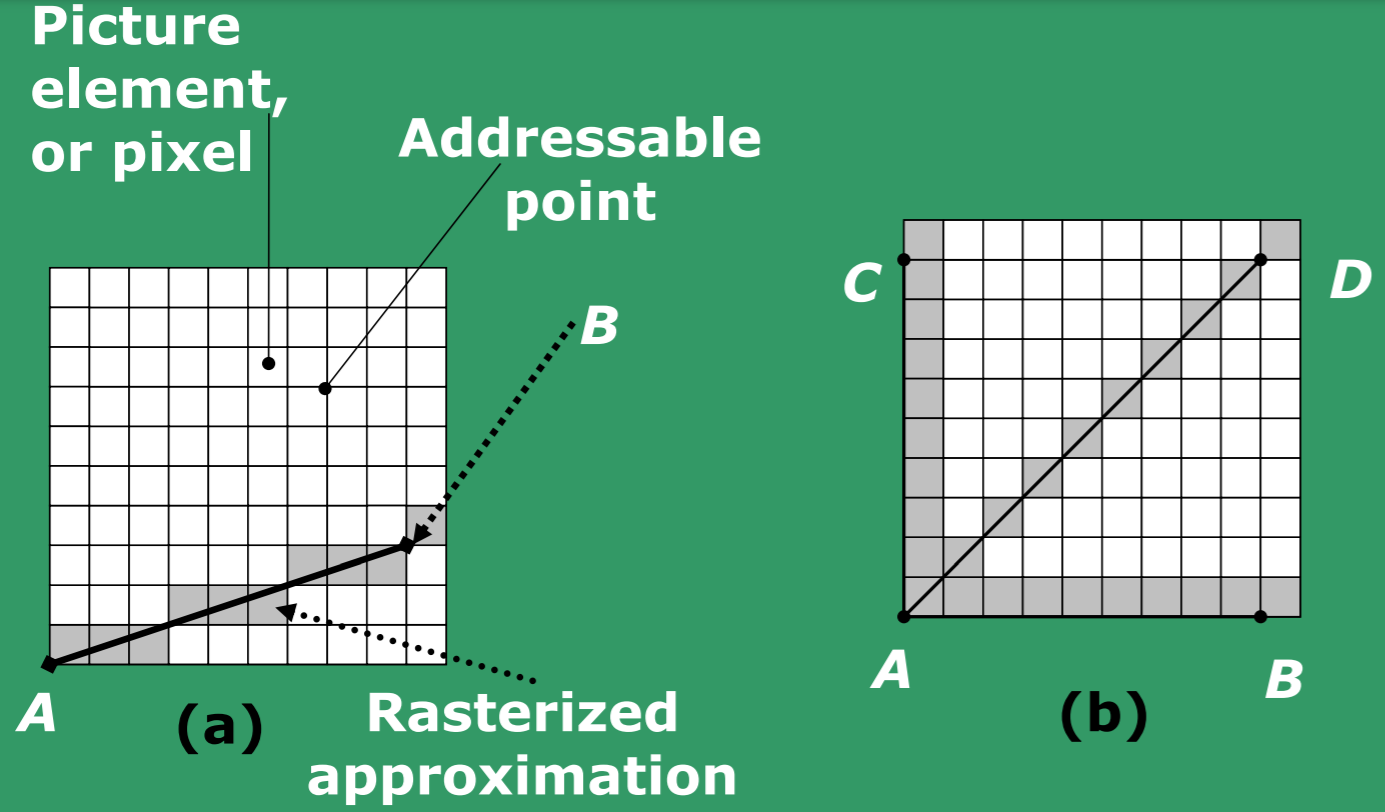 Picture
element,
or pixel
Addressable
point
B
A
(a)
Rasterized
approximation
C
D
A
B
(b)